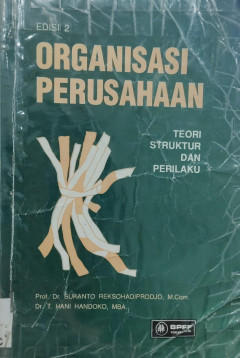 EDISI 2
ORGANISASI
PERUSAHAAN
TEORI
STRUKTUR
DAN
PERILAKU
Prof. Dr. SUKANTO REKSOHADIPRODJO, M.Com.
Dr. T. HANI HANDOKO, MBA.
BPFE